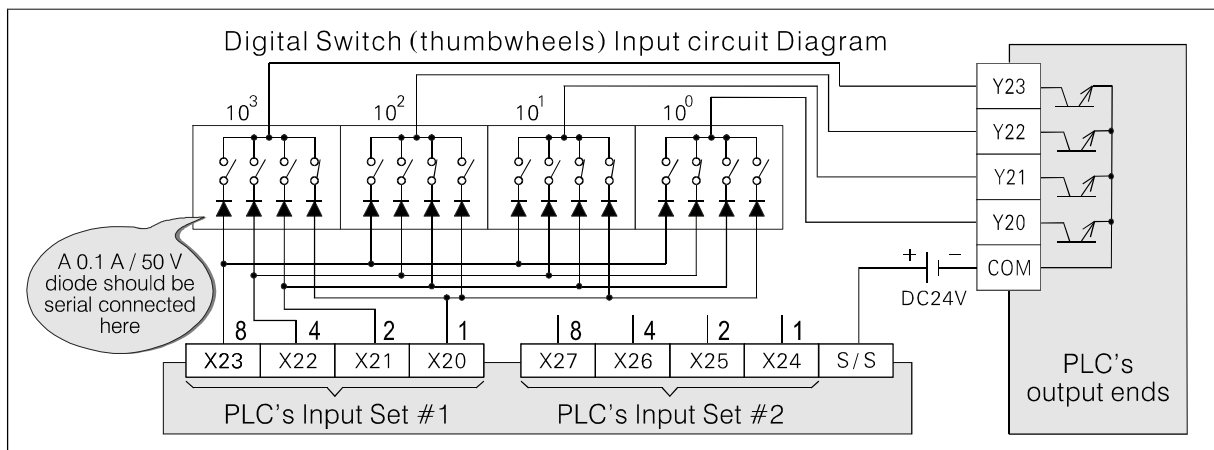 Digital Switch (thumbwheels) Input circuit Diagram
10³ 10² 10¹ 10⁰
Y23
Y22
Y21
Y20
COM
+ −
DC24V
A 0.1 A / 50 V
diode should be
serial connected
here
8 4 2 1 8 4 2 1
X23 X22 X21 X20 X27 X26 X25 X24 S/S
PLC's Input Set #1 PLC's Input Set #2
PLC's
output ends